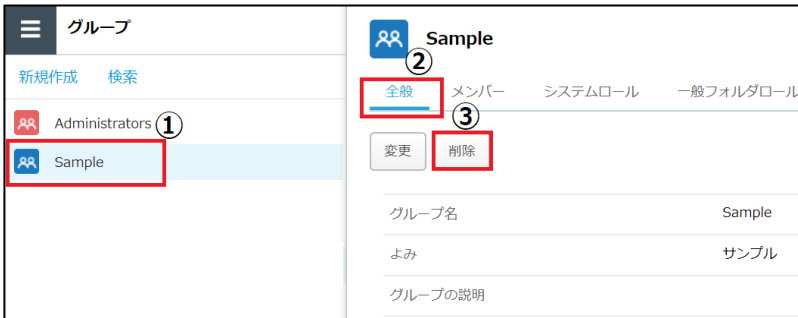 グループ
新規作成 検索
Administrators ①
Sample
Sample
②
全般 メンバー システムロール 一般フォルダロール
③
変更 削除
グループ名 Sample
よみ サンプル
グループの説明